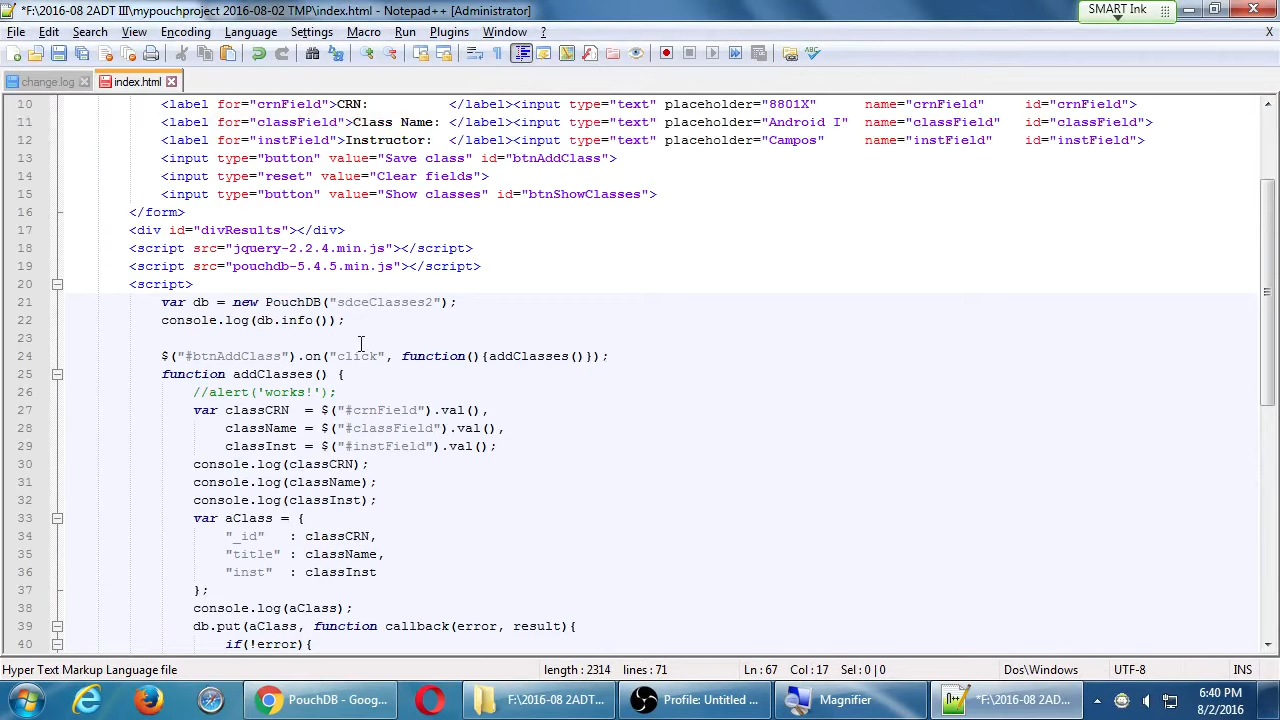 *F:\2016-08 2ADT III\mypouchproject 2016-08-02 TMP\index.html - Notepad++ [Administrator]
SMART Ink
File Edit Search View Encoding Language Settings Macro Run Plugins Window ? X
change.log index.html
10 <label for="crnField">CRN: </label><input type="text" placeholder="8801X" name="crnField" id="crnField">
11 <label for="classField">Class Name: </label><input type="text" placeholder="Android I" name="classField" id="classField">
12 <label for="instField">Instructor: </label><input type="text" placeholder="Campos" name="instField" id="instField">
13 <input type="button" value="Save class" id="btnAddClass">
14 <input type="reset" value="Clear fields">
15 <input type="button" value="Show classes" id="btnShowClasses">
16 </form>
17 <div id="divResults"></div>
18 <script src="jquery-2.2.4.min.js"></script>
19 <script src="pouchdb-5.4.5.min.js"></script>
20 <script>
21 var db = new PouchDB("sdceClasses2");
22 console.log(db.info());
23
24 $("#btnAddClass").on("click", function(){addClasses()});
25 function addClasses() {
26 //alert('works!');
27 var classCRN = $("#crnField").val(),
28 className = $("#classField").val(),
29 classInst = $("#instField").val();
30 console.log(classCRN);
31 console.log(className);
32 console.log(classInst);
33 var aClass = {
34 "_id" : classCRN,
35 "title" : className,
36 "inst" : classInst
37 };
38 console.log(aClass);
39 db.put(aClass, function callback(error, result){
40 if(!error){
Hyper Text Markup Language file length : 2314 lines : 71 Ln : 67 Col : 17 Sel : 0 | 0 Dos\Windows UTF-8 INS
PouchDB - Goog... F:\2016-08 2ADT... Profile: Untitled ... Magnifier *F:\2016-08 2AD... 6:40 PM
8/2/2016